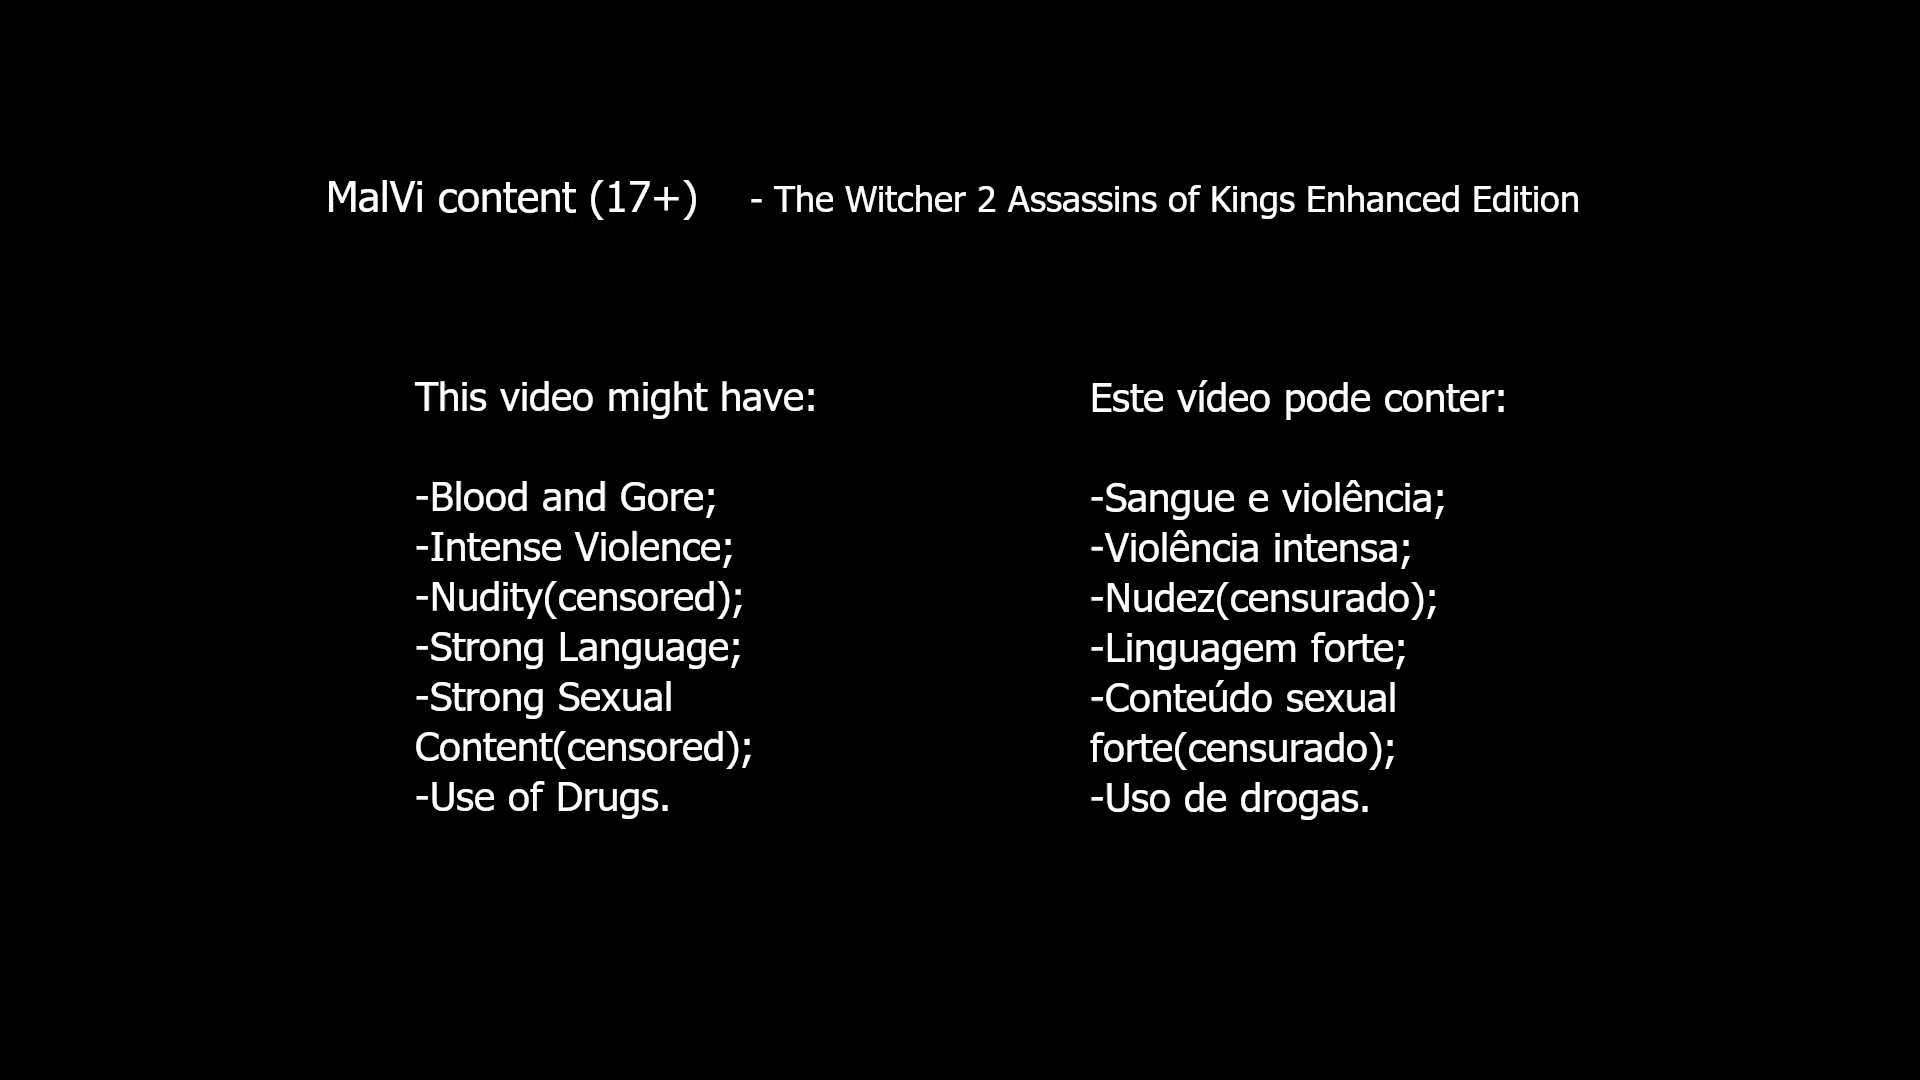 MalVi content (17+) - The Witcher 2 Assassins of Kings Enhanced Edition
This video might have:
-Blood and Gore;
-Intense Violence;
-Nudity(censored);
-Strong Language;
-Strong Sexual
Content(censored);
-Use of Drugs.
Este vídeo pode conter:
-Sangue e violência;
-Violência intensa;
-Nudez(censurado);
-Linguagem forte;
-Conteúdo sexual
forte(censurado);
-Uso de drogas.